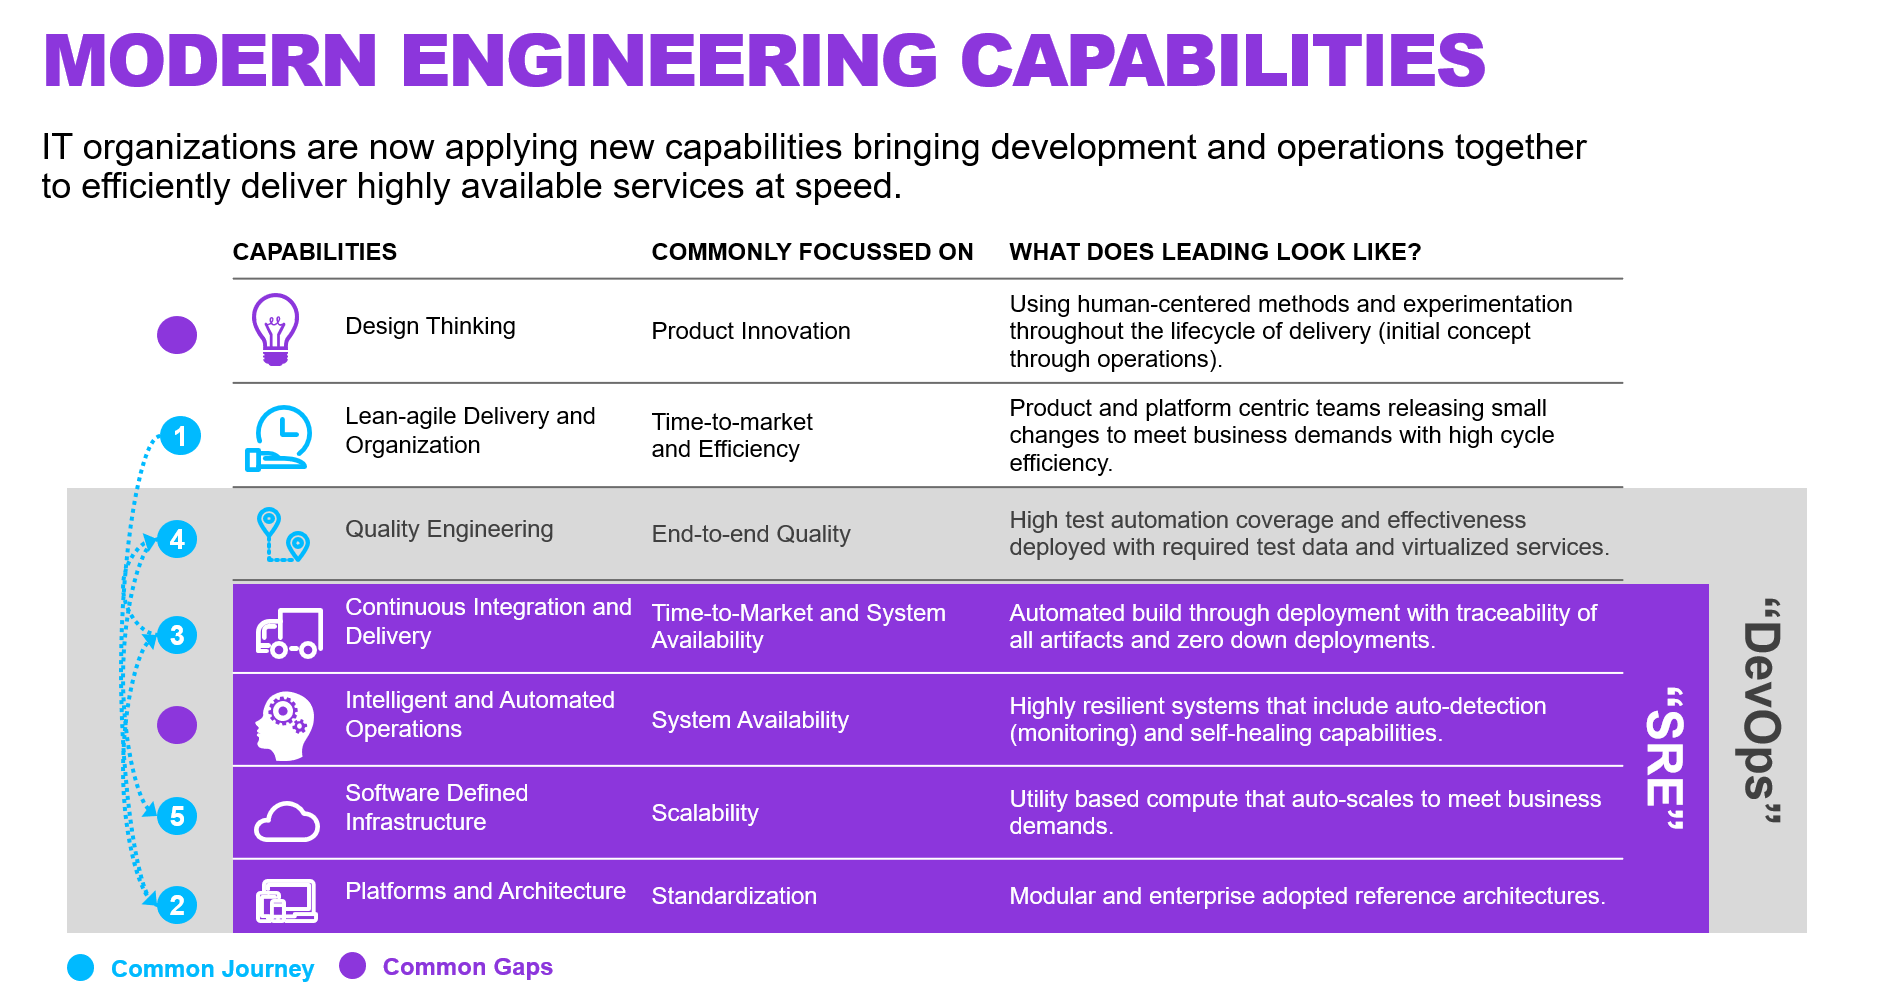 MODERN ENGINEERING CAPABILITIES
IT organizations are now applying new capabilities bringing development and operations together
to efficiently deliver highly available services at speed.
CAPABILITIES
COMMONLY FOCUSSED ON
WHAT DOES LEADING LOOK LIKE?
Design Thinking
Product Innovation
Using human-centered methods and experimentation
throughout the lifecycle of delivery (initial concept
through operations).
1
Lean-agile Delivery and
Organization
Time-to-market
and Efficiency
Product and platform centric teams releasing small
changes to meet business demands with high cycle
efficiency.
4
Quality Engineering
End-to-end Quality
High test automation coverage and effectiveness
deployed with required test data and virtualized services.
3
Continuous Integration and
Delivery
Time-to-Market and System
Availability
Automated build through deployment with traceability of
all artifacts and zero down deployments.
Intelligent and Automated
Operations
System Availability
Highly resilient systems that include auto-detection
(monitoring) and self-healing capabilities.
5
Software Defined
Infrastructure
Scalability
Utility based compute that auto-scales to meet business
demands.
2
Platforms and Architecture
Standardization
Modular and enterprise adopted reference architectures.
“SRE”
“DevOps”
Common Journey
Common Gaps